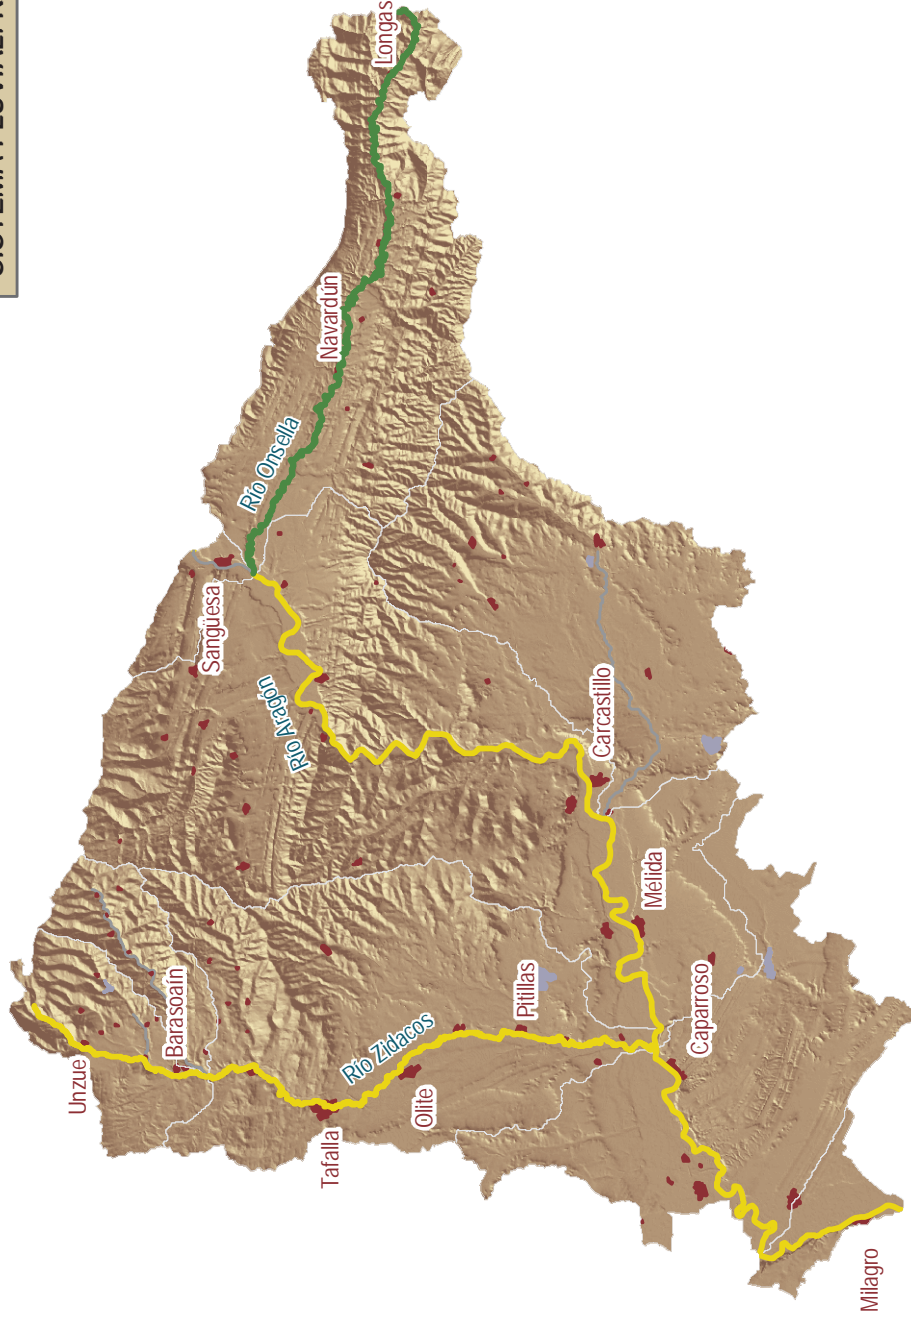 Longas
Navardún
Río Onsella
Sangüesa
Río Aragón
Carcastillo
Mélida
Barasoain
Unzue
Pitillas
Caparroso
Río Zidacos
Olite
Tafalla
Milagro